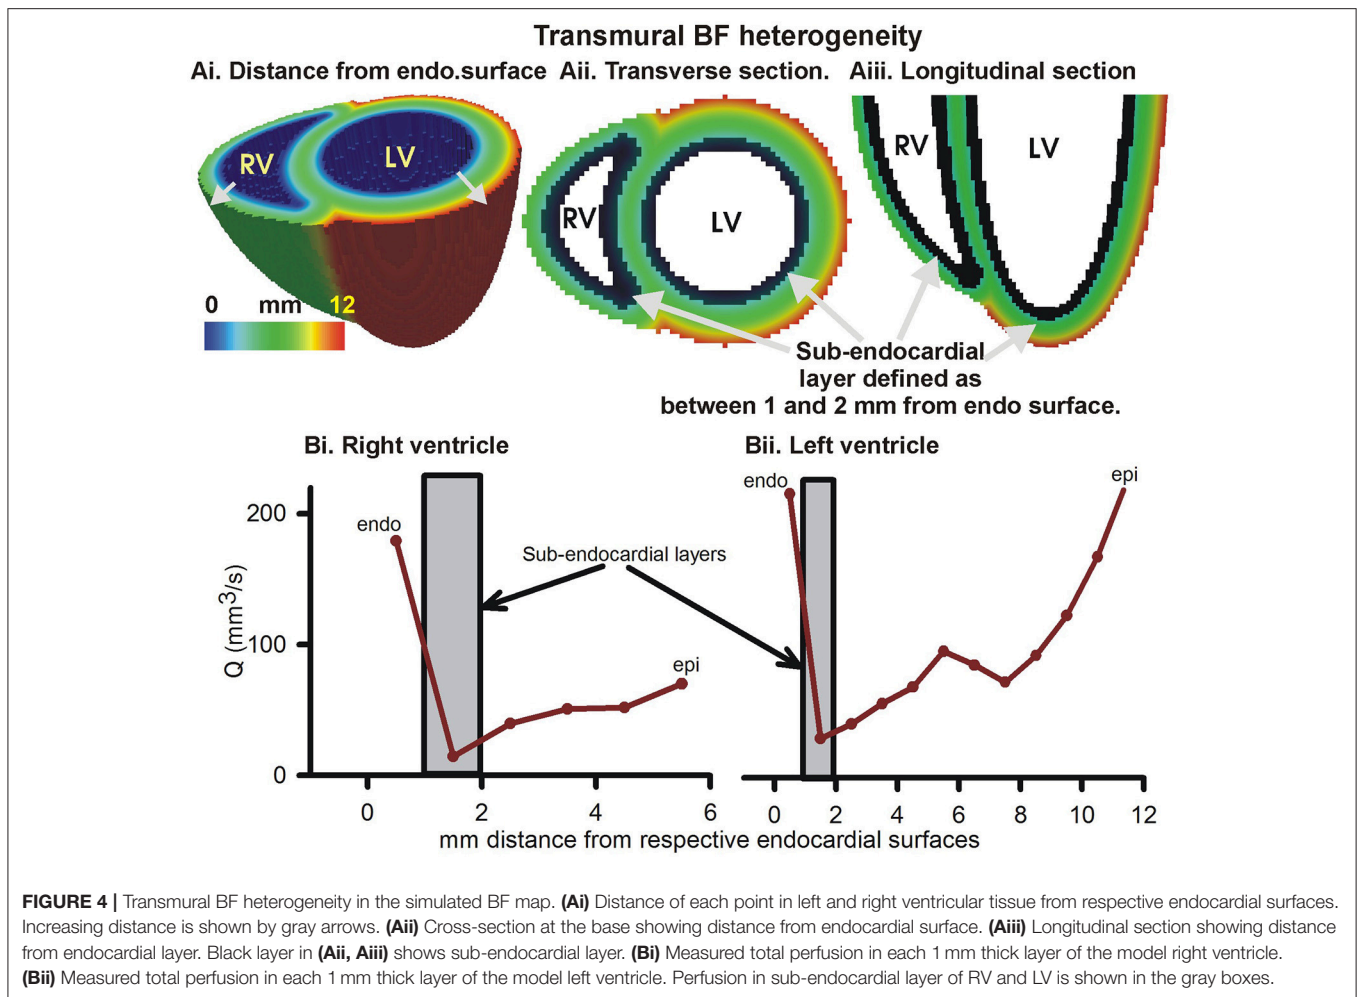 Transmural BF heterogeneity
Ai. Distance from endo.surface
Aii. Transverse section.
Aiii. Longitudinal section
RV
LV
RV
LV
RV
LV
0 mm 12
Sub-endocardial
layer defined as
between 1 and 2 mm from endo surface.
Bi. Right ventricle
Bii. Left ventricle
endo
epi
endo
epi
Sub-endocardial layers
Q (mm³/s)
200
100
0
0 2 4 6
0 2 4 6 8 10 12
mm distance from respective endocardial surfaces
FIGURE 4 | Transmural BF heterogeneity in the simulated BF map. (Ai) Distance of each point in left and right ventricular tissue from respective endocardial surfaces.
Increasing distance is shown by gray arrows. (Aii) Cross-section at the base showing distance from endocardial surface. (Aiii) Longitudinal section showing distance
from endocardial layer. Black layer in (Aii, Aiii) shows sub-endocardial layer. (Bi) Measured total perfusion in each 1 mm thick layer of the model right ventricle.
(Bii) Measured total perfusion in each 1 mm thick layer of the model left ventricle. Perfusion in sub-endocardial layer of RV and LV is shown in the gray boxes.